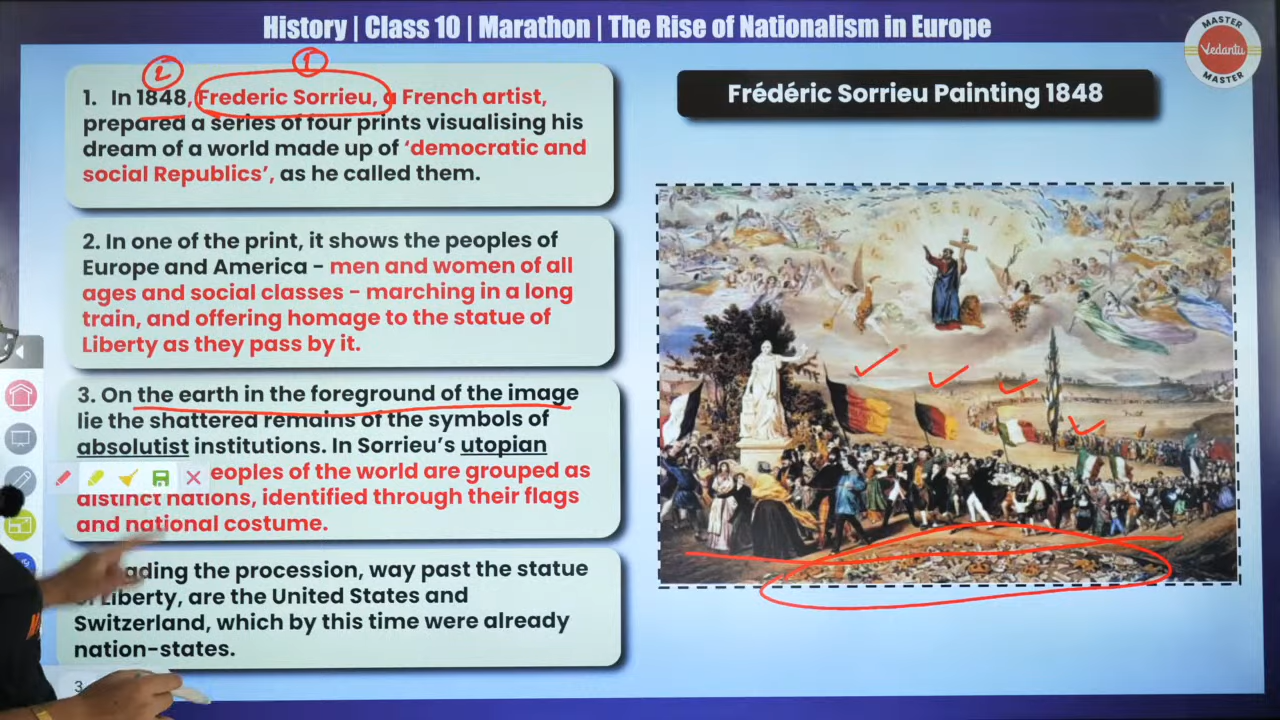 History | Class 10 | Marathon | The Rise of Nationalism in Europe
MASTER
Vedantu
MASTER
2
1
1. In 1848, Frederic Sorrieu, a French artist,
prepared a series of four prints visualising his
dream of a world made up of ‘democratic and
social Republics’, as he called them.
2. In one of the print, it shows the peoples of
Europe and America – men and women of all
ages and social classes – marching in a long
train, and offering homage to the statue of
Liberty as they pass by it.
3. On the earth in the foreground of the image
lie the shattered remains of the symbols of
absolutist institutions. In Sorrieu’s utopian
eoples of the world are grouped as
distinct nations, identified through their flags
and national costume.
ading the procession, way past the statue
of Liberty, are the United States and
Switzerland, which by this time were already
nation-states.
3
Frédéric Sorrieu Painting 1848